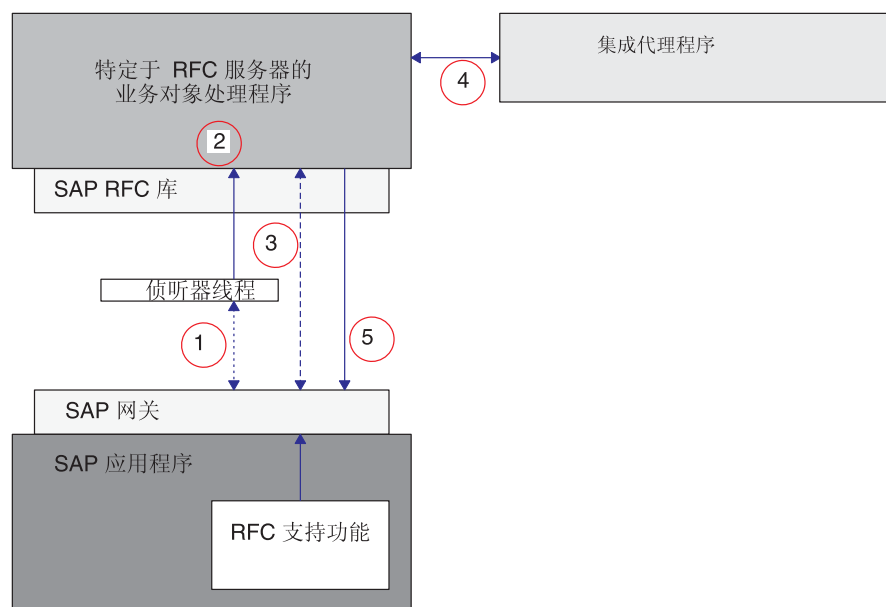 特定于 RFC 服务器的
业务对象处理程序
集成代理程序
4
2
SAP RFC 库
3
侦听器线程
1
5
SAP 网关
SAP 应用程序
RFC 支持功能